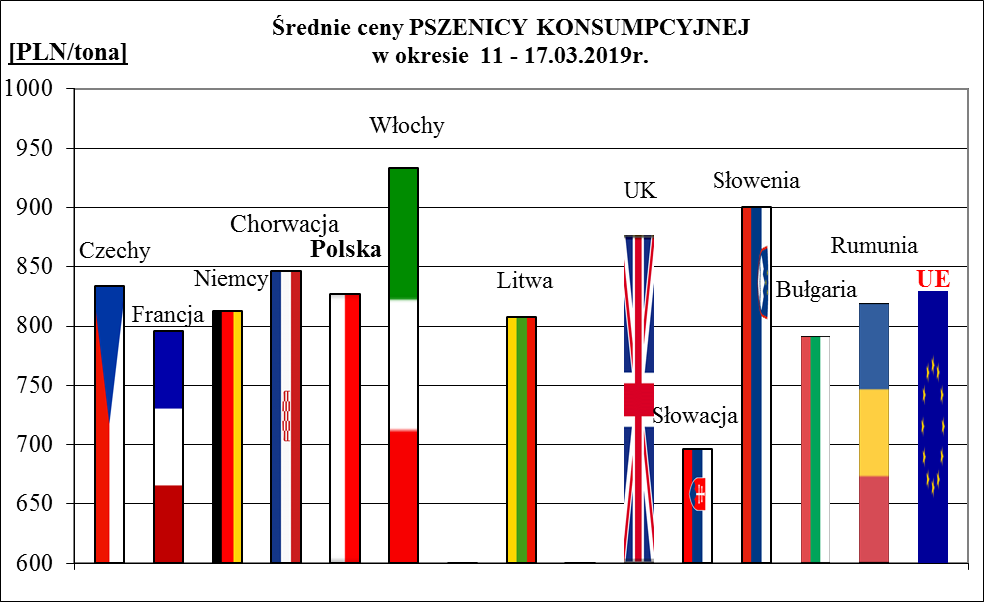 Średnie ceny PSZENICY KONSUMPCYJNEJ
w okresie 11 - 17.03.2019r.
[PLN/tona]
1000
950
900
850
800
750
700
650
600
Czechy
Francja
Niemcy
Chorwacja
Polska
Włochy
Litwa
UK
Słowacja
Słowenia
Bułgaria
Rumunia
UE